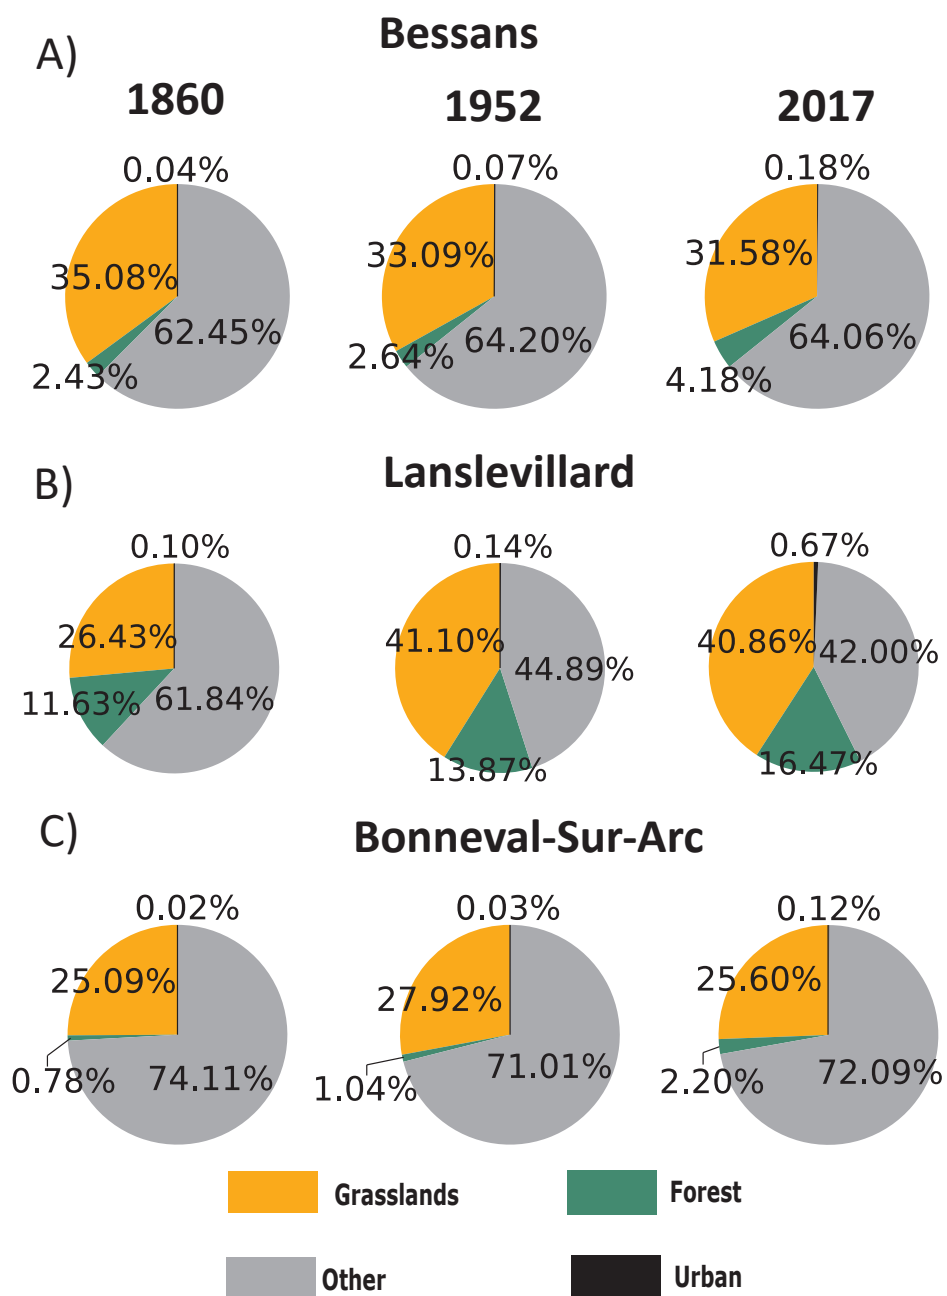 A)
Bessans
1860 1952 2017
0.04% 0.07% 0.18%
35.08% 33.09% 31.58%
62.45% 64.20% 64.06%
2.43% 2.64% 4.18%
B)
Lanslevillard
0.10% 0.14% 0.67%
26.43% 41.10% 40.86%
11.63% 61.84% 44.89% 42.00%
13.87% 16.47%
C)
Bonneval-Sur-Arc
0.02% 0.03% 0.12%
25.09% 27.92% 25.60%
0.78% 74.11% 1.04% 71.01% 2.20% 72.09%
Grasslands Forest
Other Urban